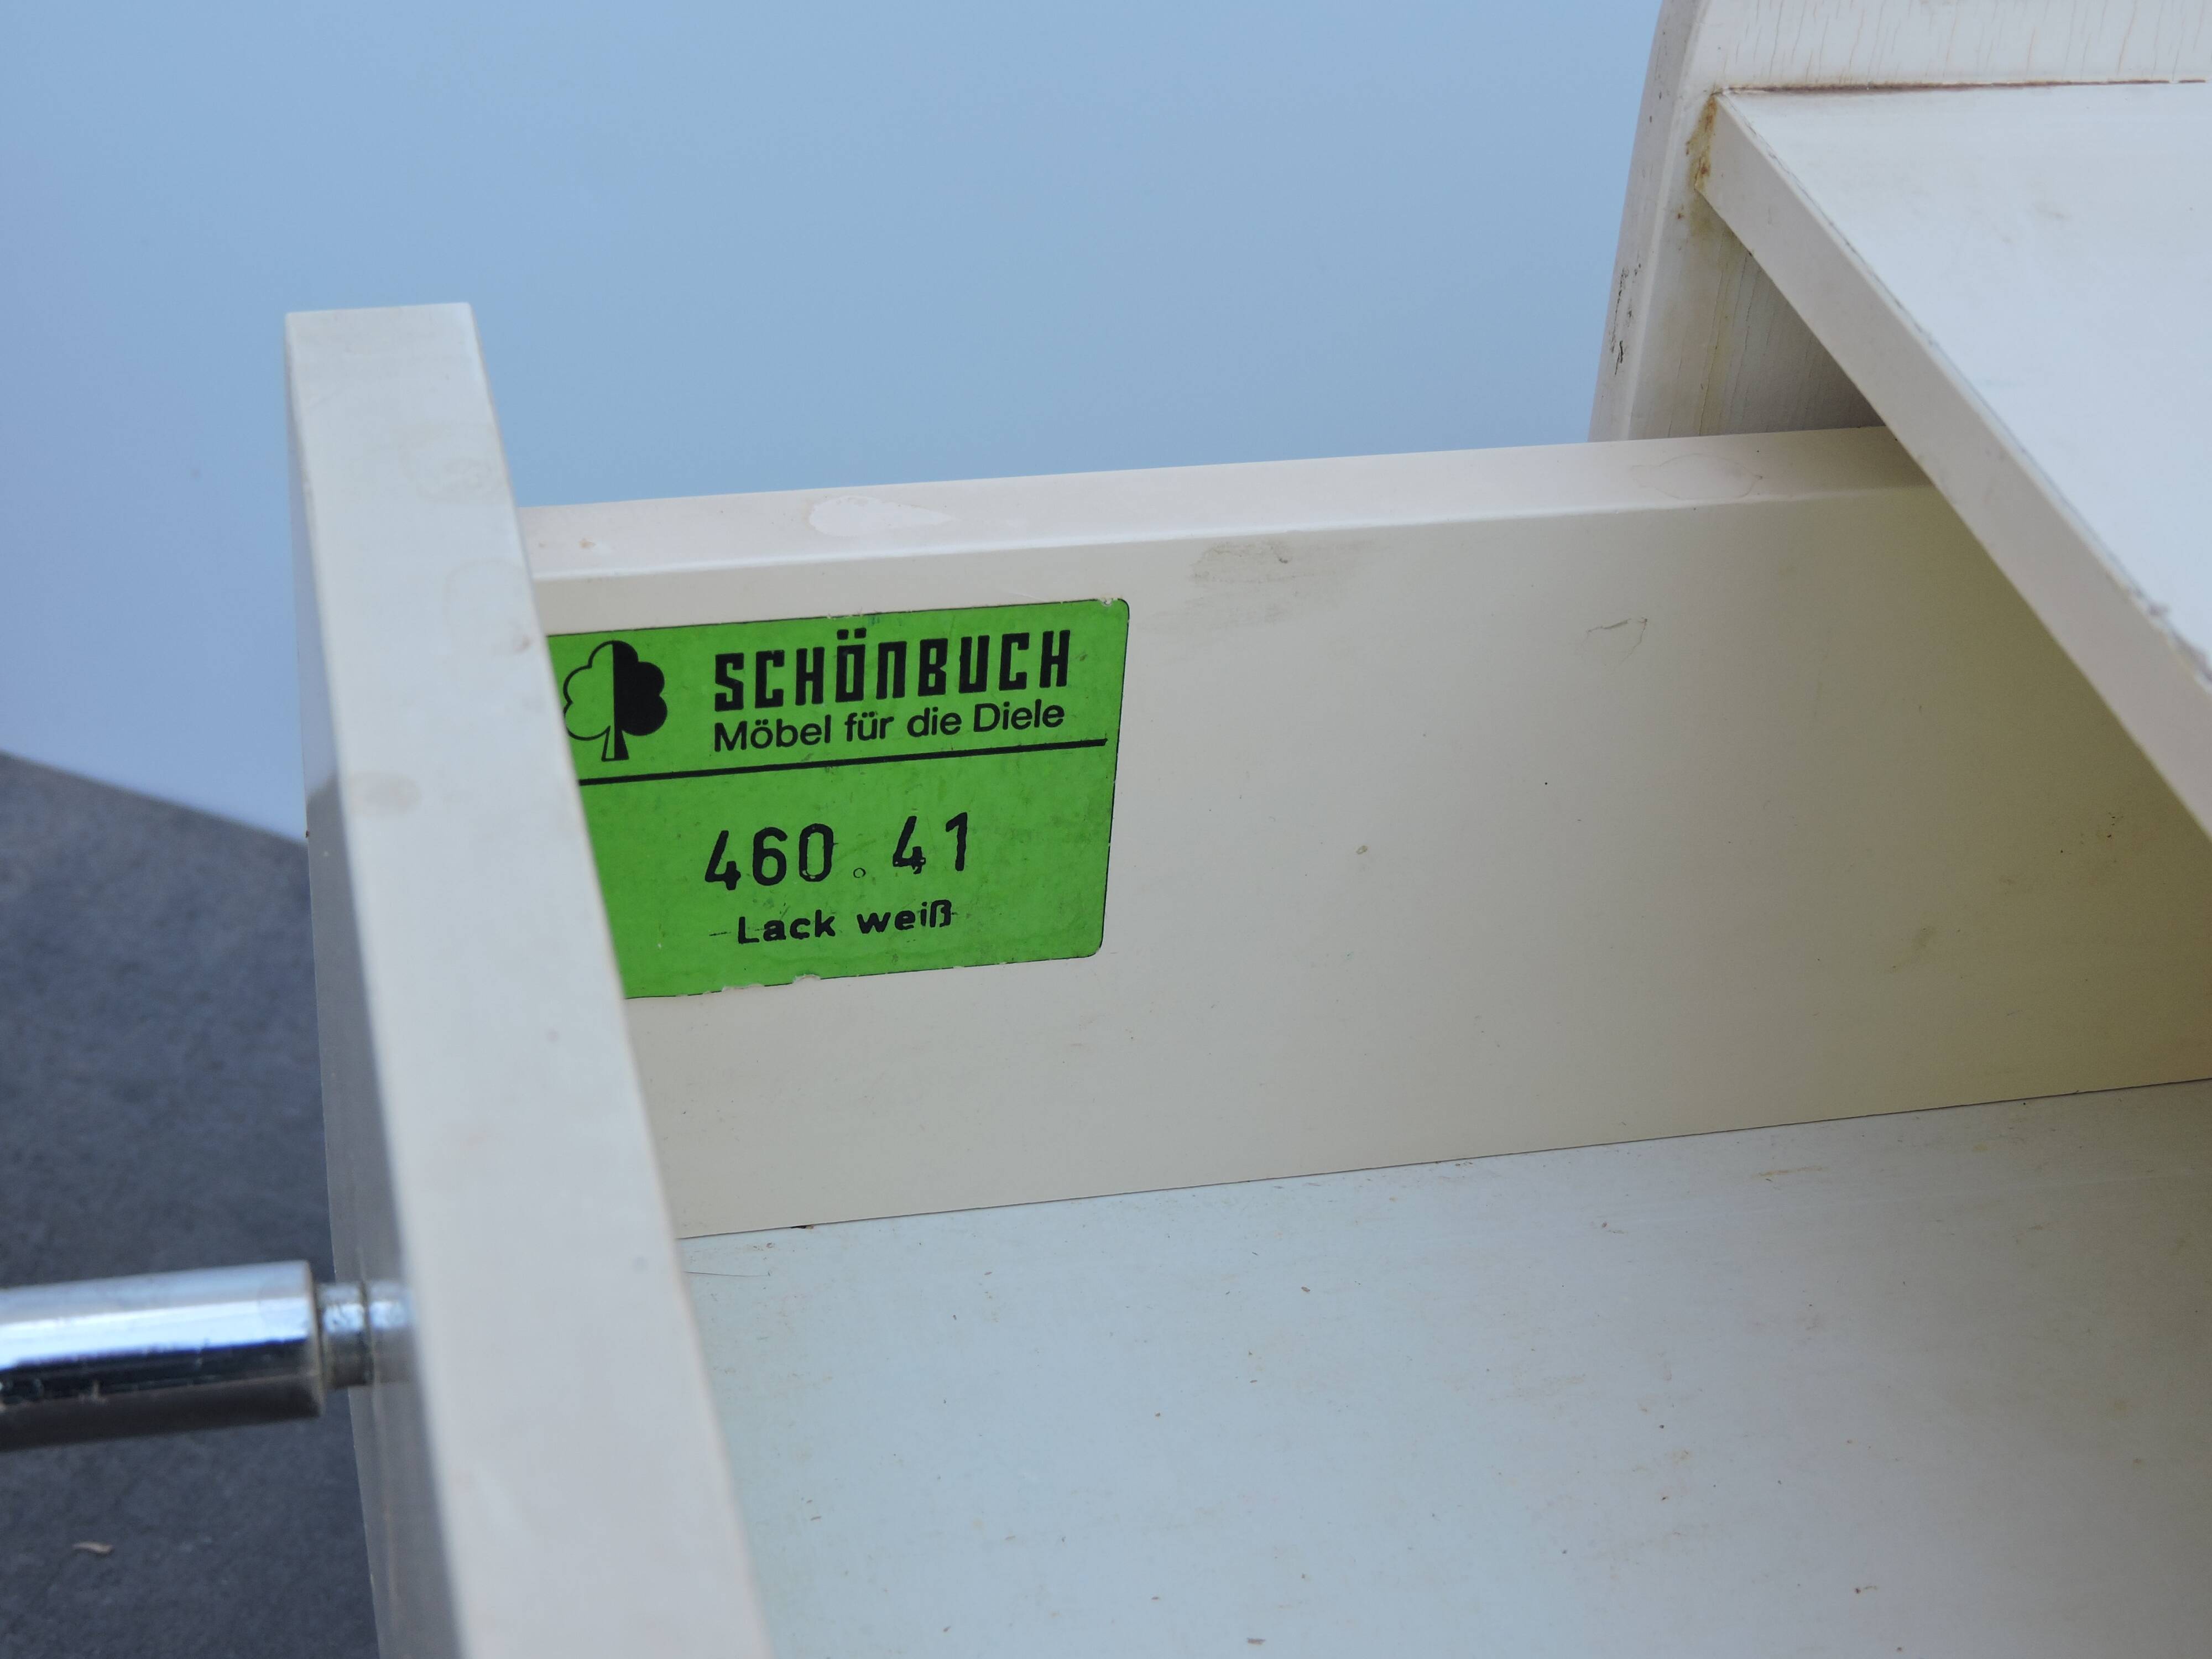 SCHÖNBUCH
Möbel für die Diele
460.41
Lack weiß